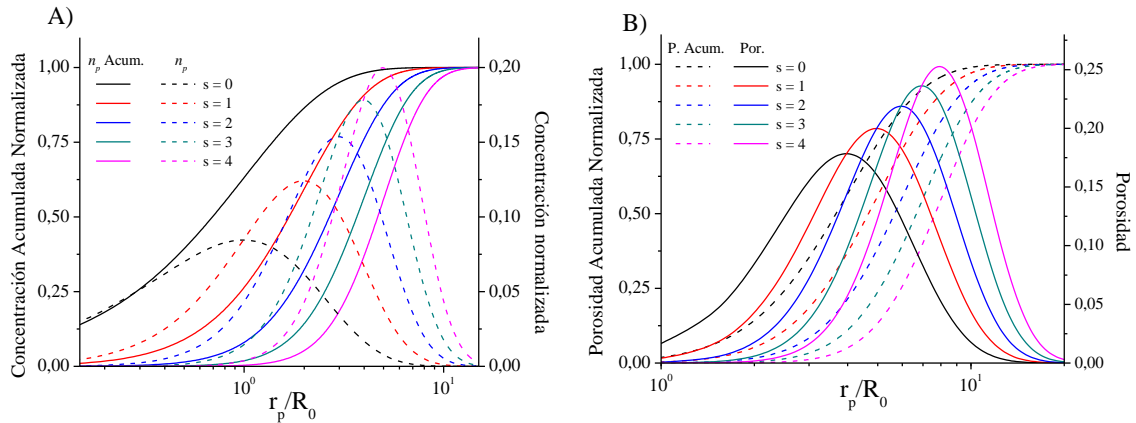 A)
n_p Acum. n_p
s = 0
s = 1
s = 2
s = 3
s = 4
1,00
0,75
0,50
0,25
0,00
0,20
0,15
0,10
0,05
0,00
Concentración Acumulada Normalizada
Concentración normalizada
10^0
10^1
r_p/R_0
B)
P. Acum. Por.
s = 0
s = 1
s = 2
s = 3
s = 4
1,00
0,75
0,50
0,25
0,00
0,25
0,20
0,15
0,10
0,05
0,00
Porosidad Acumulada Normalizada
Porosidad
10^0
10^1
r_p/R_0